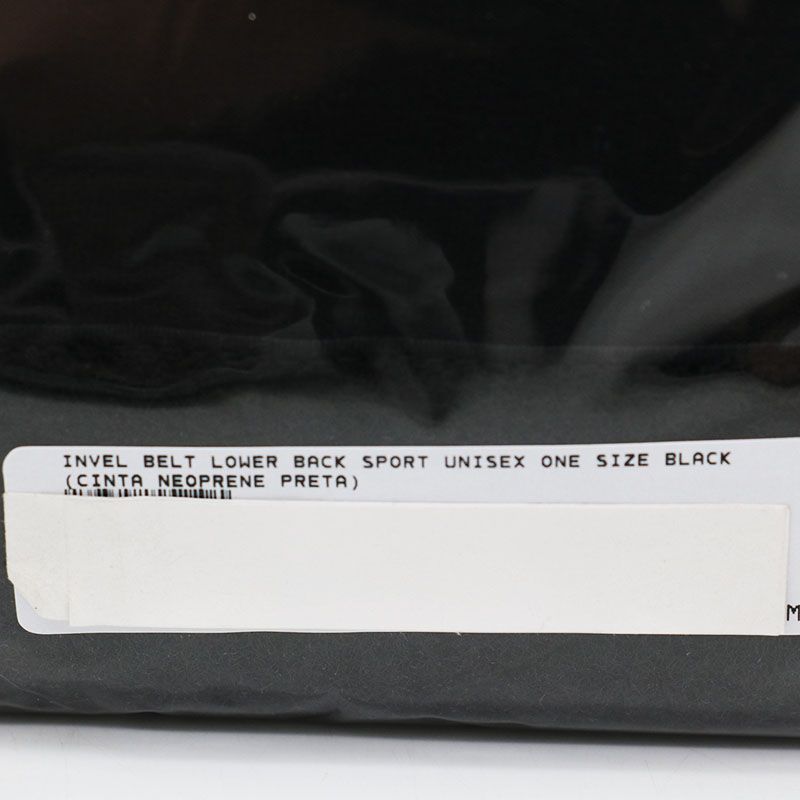 INVEL BELT LOWER BACK SPORT UNISEX ONE SIZE BLACK
(CINTA NEOPRENE PRETA)
M